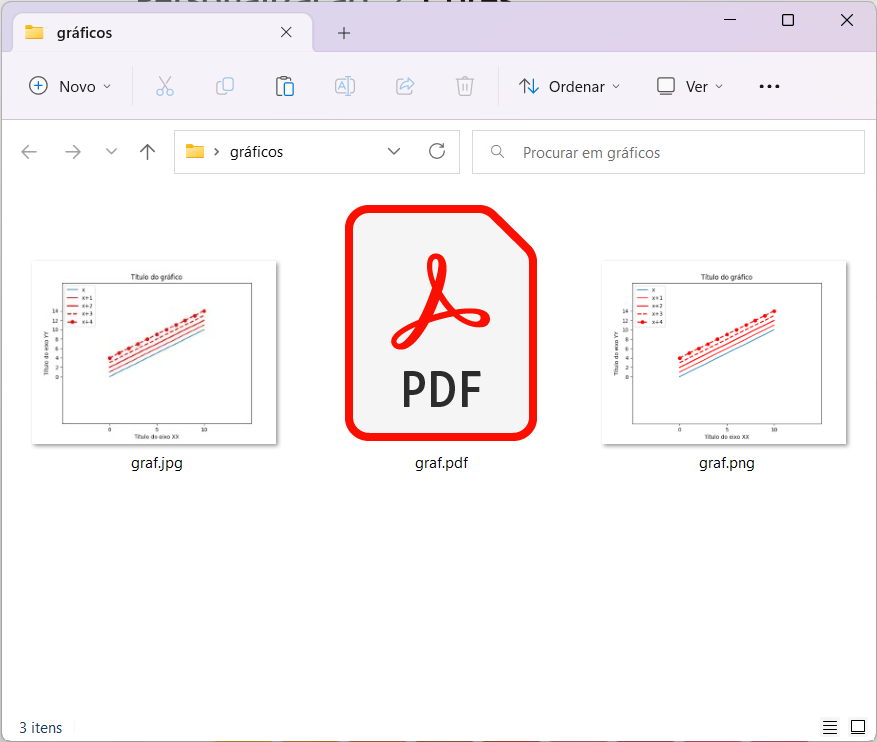 gráficos
Novo
Ordenar
Ver
gráficos
Procurar em gráficos
Título do gráfico
x
x+1
x+2
x+3
x+4
14
12
10
8
6
4
2
0
Título do eixo YY
0 5 10
Título do eixo XX
PDF
Título do gráfico
x
x+1
x+2
x+3
x+4
14
12
10
8
6
4
2
0
Título do eixo YY
0 5 10
Título do eixo XX
graf.jpg
graf.pdf
graf.png
3 itens